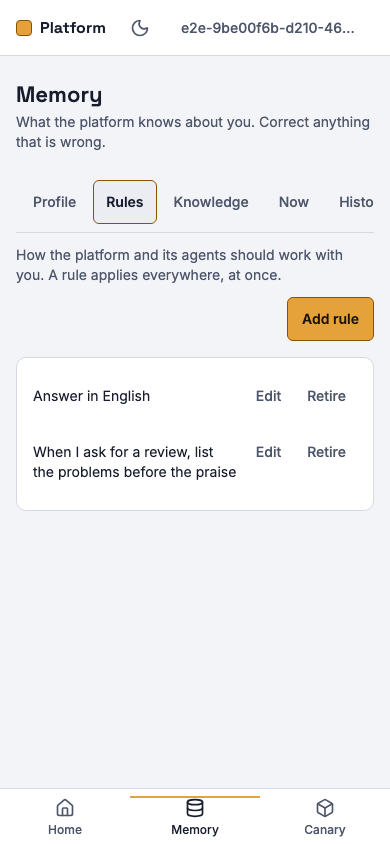 Platform
e2e-9be00f6b-d210-46...
Memory
What the platform knows about you. Correct anything
that is wrong.
Profile Rules Knowledge Now Histo
How the platform and its agents should work with
you. A rule applies everywhere, at once.
Add rule
Answer in English Edit Retire
When I ask for a review, list Edit Retire
the problems before the praise
Home Memory Canary